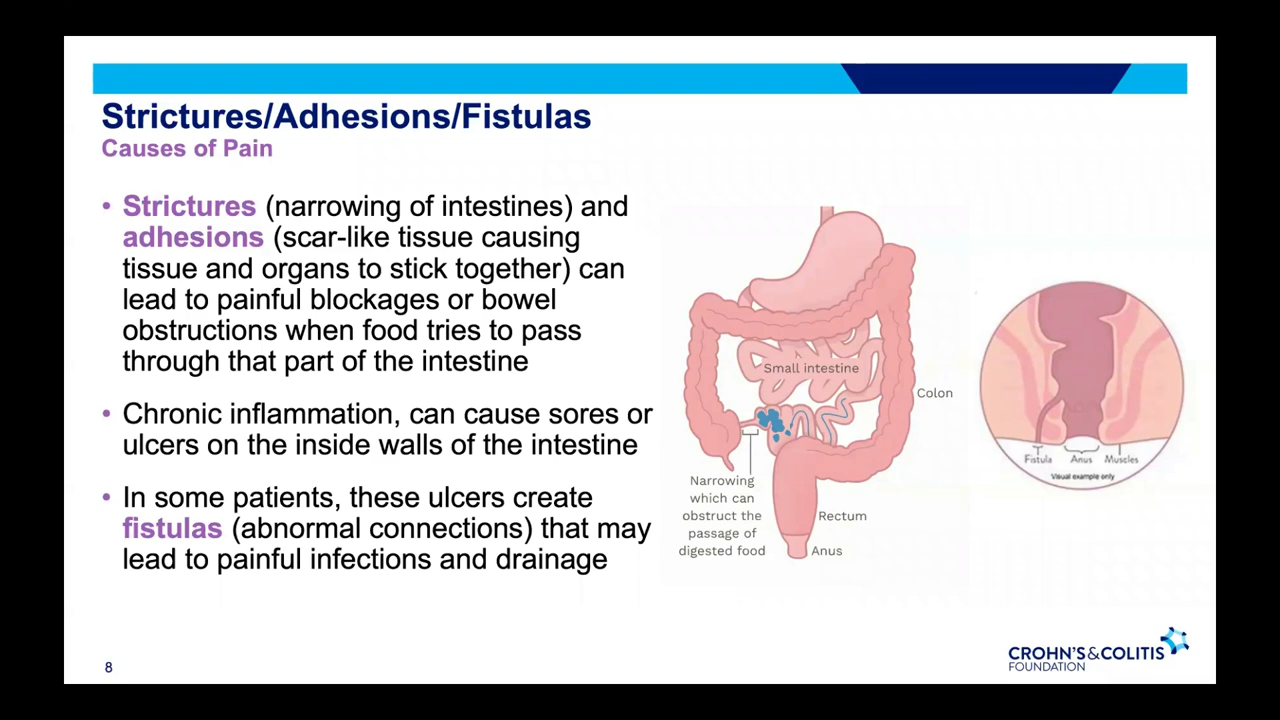 Strictures/Adhesions/Fistulas
Causes of Pain
• Strictures (narrowing of intestines) and
adhesions (scar-like tissue causing
tissue and organs to stick together) can
lead to painful blockages or bowel
obstructions when food tries to pass
through that part of the intestine
• Chronic inflammation, can cause sores or
ulcers on the inside walls of the intestine
• In some patients, these ulcers create
fistulas (abnormal connections) that may
lead to painful infections and drainage
Small intestine
Colon
Narrowing
which can
obstruct the
passage of
digested food
Rectum
Anus
Fistula Anus Muscles
Visual example only
8
CROHN'S&COLITIS
FOUNDATION